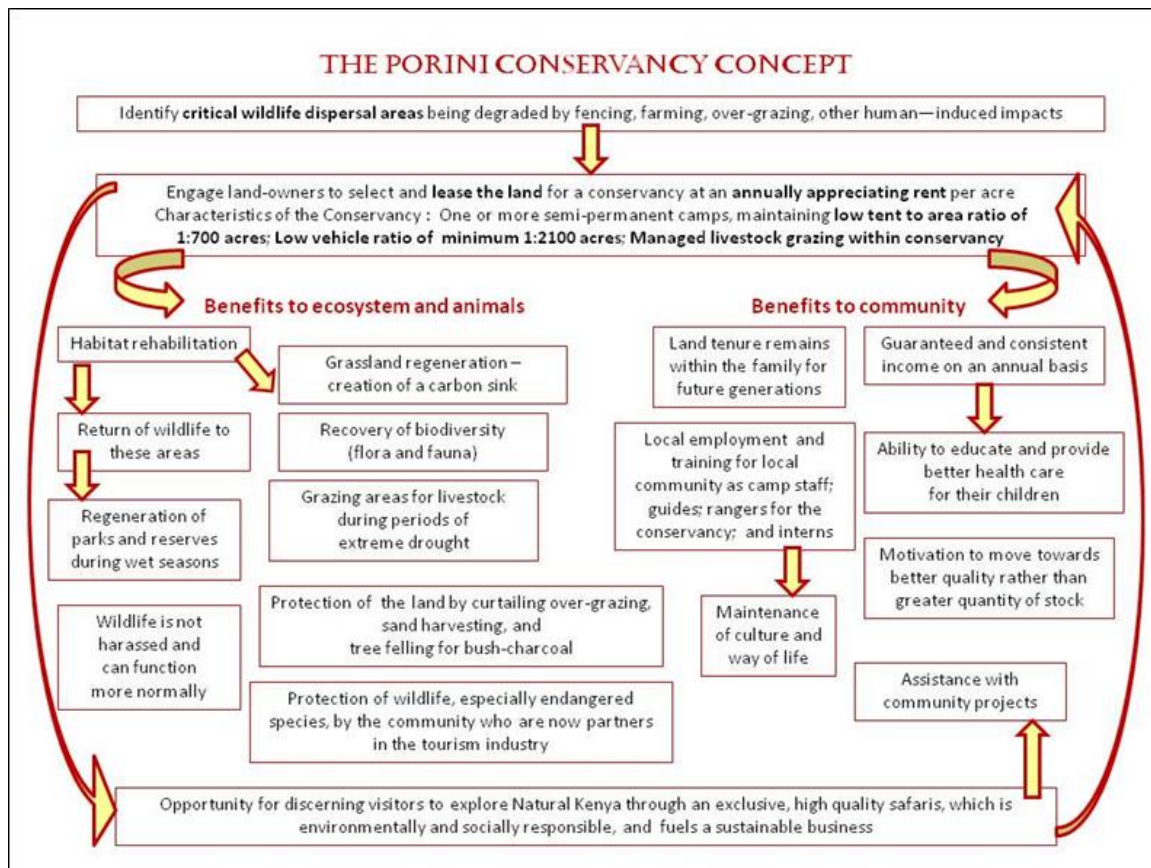 THE PORINI CONSERVANCY CONCEPT
Identify critical wildlife dispersal areas being degraded by fencing, farming, over-grazing, other human—induced impacts
Engage land-owners to select and lease the land for a conservancy at an annually appreciating rent per acre
Characteristics of the Conservancy : One or more semi-permanent camps, maintaining low tent to area ratio of
1:700 acres; Low vehicle ratio of minimum 1:2100 acres; Managed livestock grazing within conservancy
Benefits to ecosystem and animals
Habitat rehabilitation
Grassland regeneration –
creation of a carbon sink
Return of wildlife to
these areas
Recovery of biodiversity
(flora and fauna)
Regeneration of
parks and reserves
during wet seasons
Grazing areas for livestock
during periods of
extreme drought
Wildlife is not
harassed and
can function
more normally
Protection of the land by curtailing over-grazing,
sand harvesting, and
tree felling for bush-charcoal
Protection of wildlife, especially endangered
species, by the community who are now partners
in the tourism industry
Benefits to community
Land tenure remains
within the family for
future generations
Guaranteed and consistent
income on an annual basis
Local employment and
training for local
community as camp staff;
guides; rangers for the
conservancy; and interns
Ability to educate and provide
better health care
for their children
Motivation to move towards
better quality rather than
greater quantity of stock
Maintenance
of culture and
way of life
Assistance with
community projects
Opportunity for discerning visitors to explore Natural Kenya through an exclusive, high quality safaris, which is
environmentally and socially responsible, and fuels a sustainable business